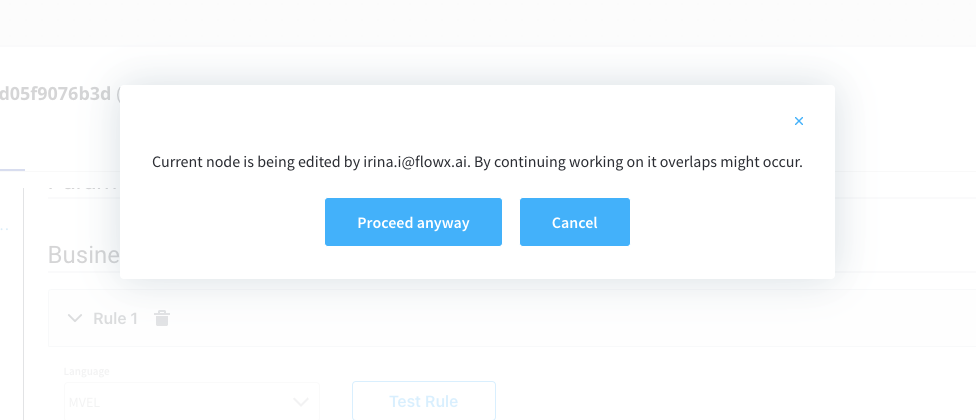 d05f9076b3d (
×
Current node is being edited by irina.i@flowx.ai. By continuing working on it overlaps might occur.
Proceed anyway Cancel
Busine
Rule 1
Language
MVEL
Test Rule